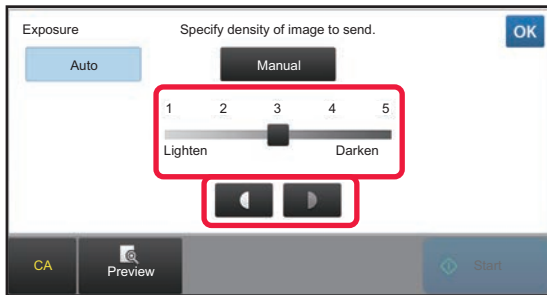 Exposure Specify density of image to send. OK
Auto Manual
1 2 3 4 5
Lighten Darken
CA Preview Start